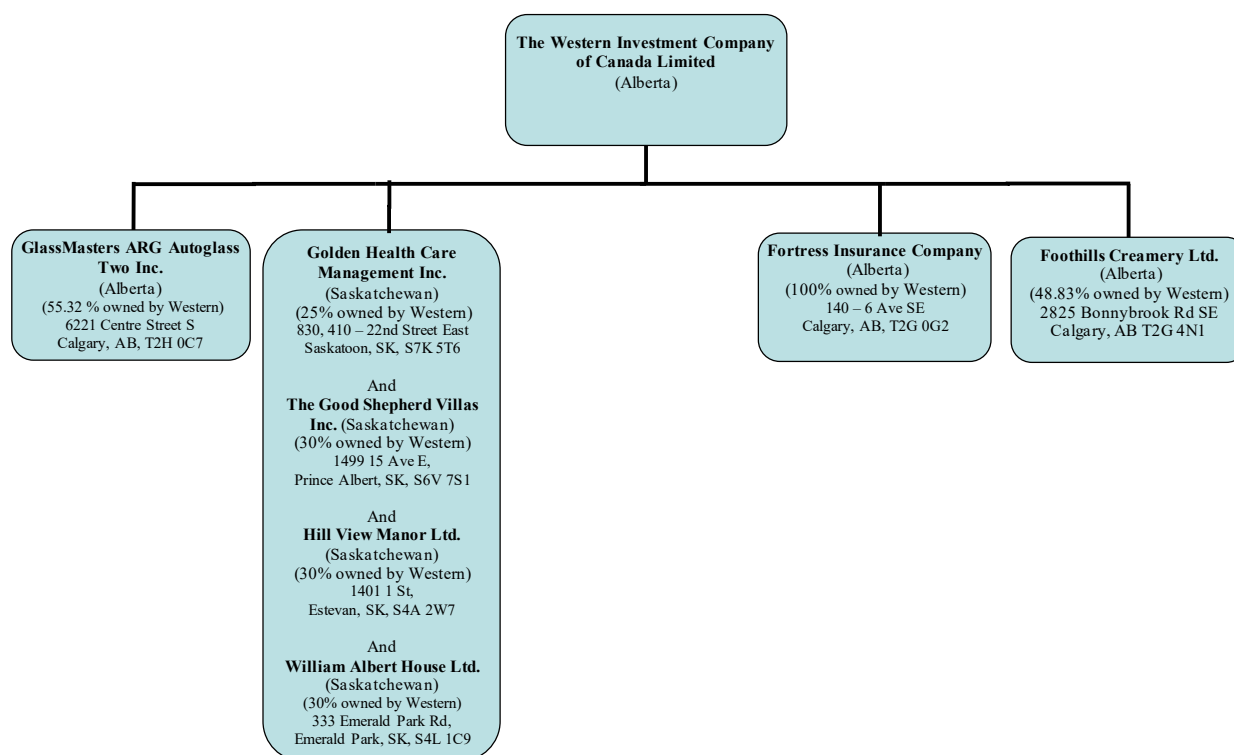 The Western Investment Company
of Canada Limited
(Alberta)
GlassMasters ARG Autoglass
Two Inc.
(Alberta)
(55.32 % owned by Western)
6221 Centre Street S
Calgary, AB, T2H 0C7
Golden Health Care
Management Inc.
(Saskatchewan)
(25% owned by Western)
830, 410 – 22nd Street East
Saskatoon, SK, S7K 5T6
And
The Good Shepherd Villas
Inc. (Saskatchewan)
(30% owned by Western)
1499 15 Ave E,
Prince Albert, SK, S6V 7S1
And
Hill View Manor Ltd.
(Saskatchewan)
(30% owned by Western)
1401 1 St,
Estevan, SK, S4A 2W7
And
William Albert House Ltd.
(Saskatchewan)
(30% owned by Western)
333 Emerald Park Rd,
Emerald Park, SK, S4L 1C9
Fortress Insurance Company
(Alberta)
(100% owned by Western)
140 – 6 Ave SE
Calgary, AB, T2G 0G2
Foothills Creamery Ltd.
(Alberta)
(48.83% owned by Western)
2825 Bonnybrook Rd SE
Calgary, AB T2G 4N1